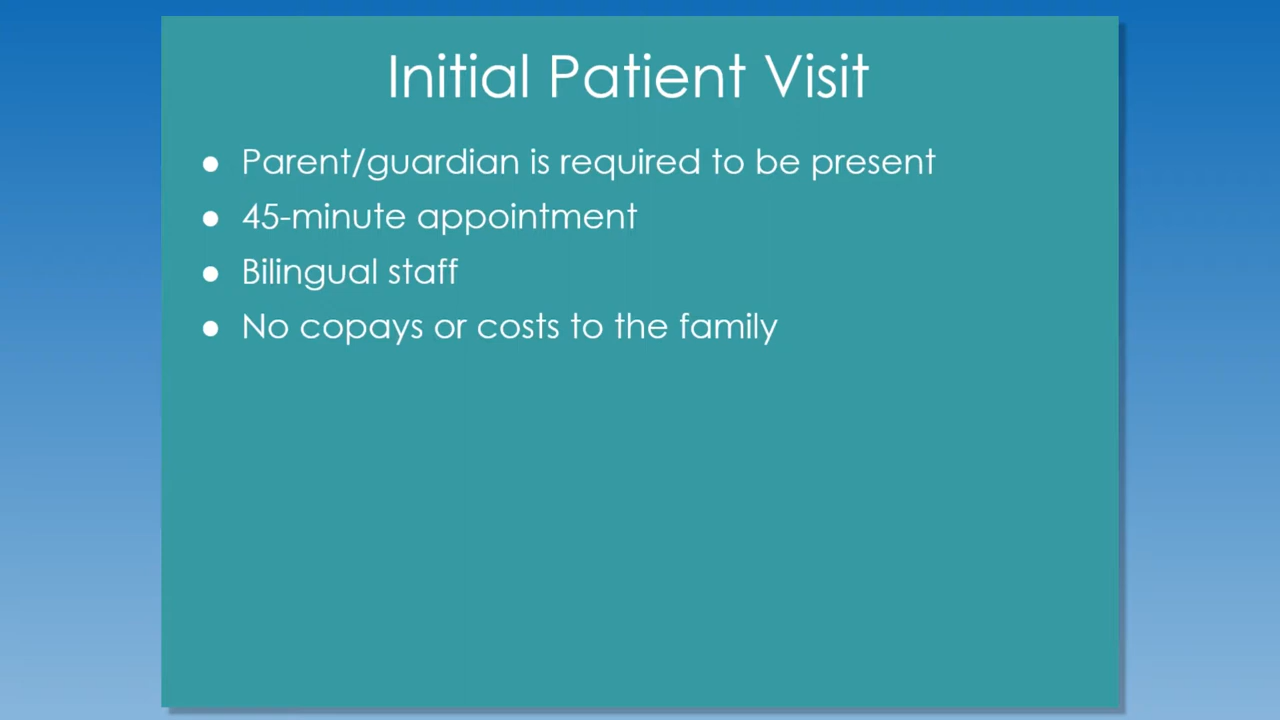 Initial Patient Visit
● Parent/guardian is required to be present
● 45-minute appointment
● Bilingual staff
● No copays or costs to the family